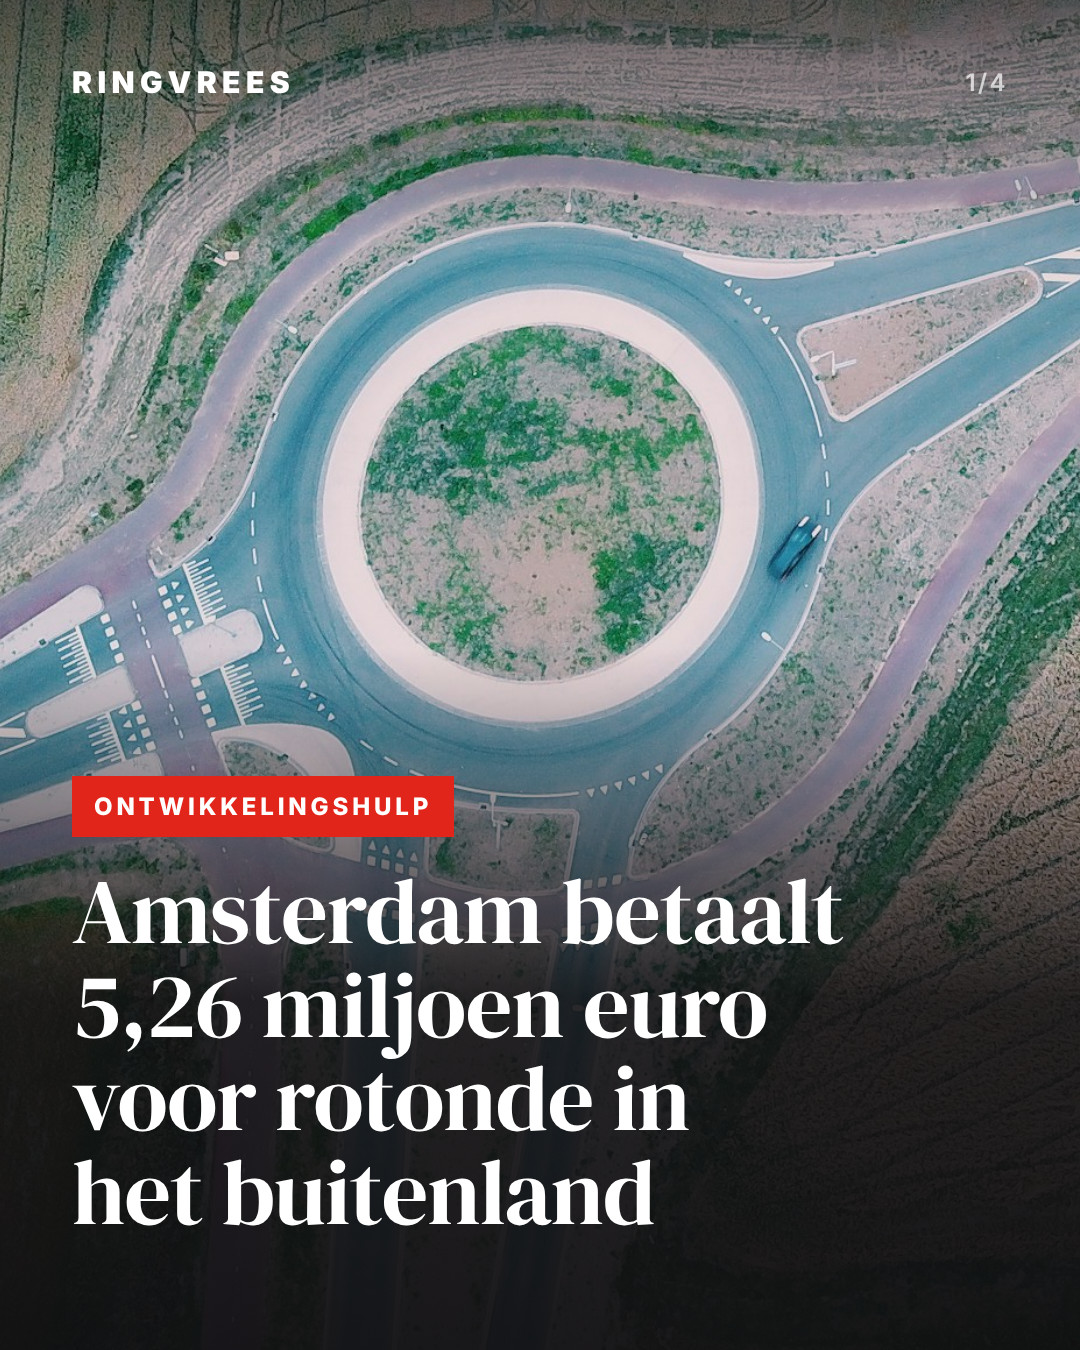 RINGVREES
1/4
ONTWIKKELINGSHULP
Amsterdam betaalt
5,26 miljoen euro
voor rotonde in
het buitenland